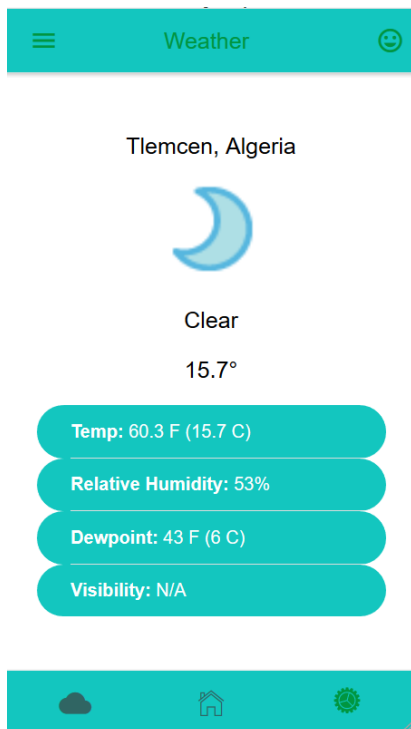 Weather
Tlemcen, Algeria
Clear
15.7°
Temp: 60.3 F (15.7 C)
Relative Humidity: 53%
Dewpoint: 43 F (6 C)
Visibility: N/A